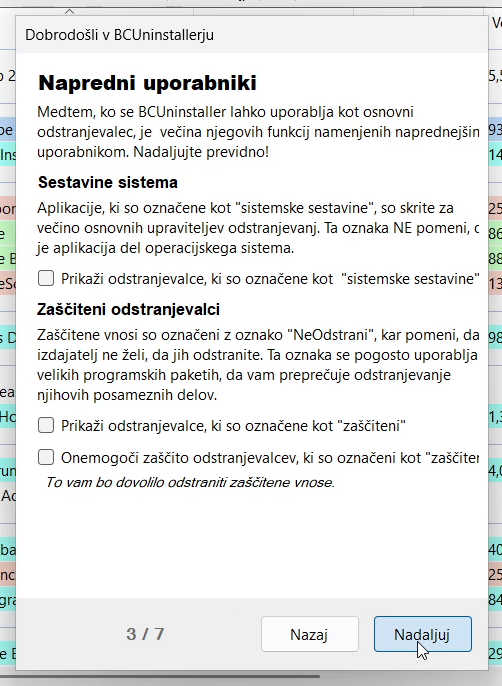 Dobrodošli v BCUninstallerju
Napredni uporabniki
Medtem, ko se BCUninstaller lahko uporablja kot osnovni
odstranjevalec, je večina njegovih funkcij namenjenih naprednejšin
uporabnikom. Nadaljujte previdno!
Sestavine sistema
Aplikacije, ki so označene kot "sistemske sestavine", so skrite za
večino osnovnih upraviteljev odstranjevanj. Ta oznaka NE pomeni,
je aplikacija del operacijskega sistema.
Prikaži odstranjevalce, ki so označene kot "sistemske sestavine"
Zaščiteni odstranjevalci
Zaščitene vnosi so označeni z oznako "NeOdstrani", kar pomeni, da
izdajatelj ne želi, da jih odstranite. Ta oznaka se pogosto uporablja
velikih programskih paketih, da vam preprečuje odstranjevanje
njihovih posameznih delov.
Prikaži odstranjevalce, ki so označene kot "zaščiteni"
Onemogoči zaščito odstranjevalcev, ki so označeni kot "zaščiter
To vam bo dovolilo odstraniti zaščitene vnose.
3 / 7
Nazaj
Nadaljuj